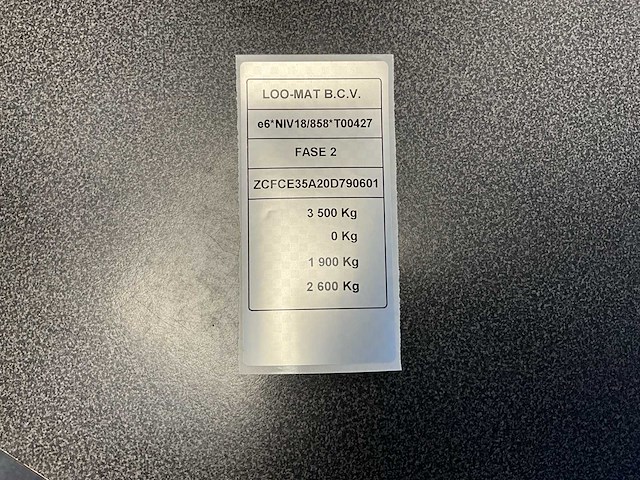 LOO-MAT B.C.V.
e6*NIV18/858*T00427
FASE 2
ZCFCE35A20D790601
3 500 Kg
0 Kg
1 900 Kg
2 600 Kg